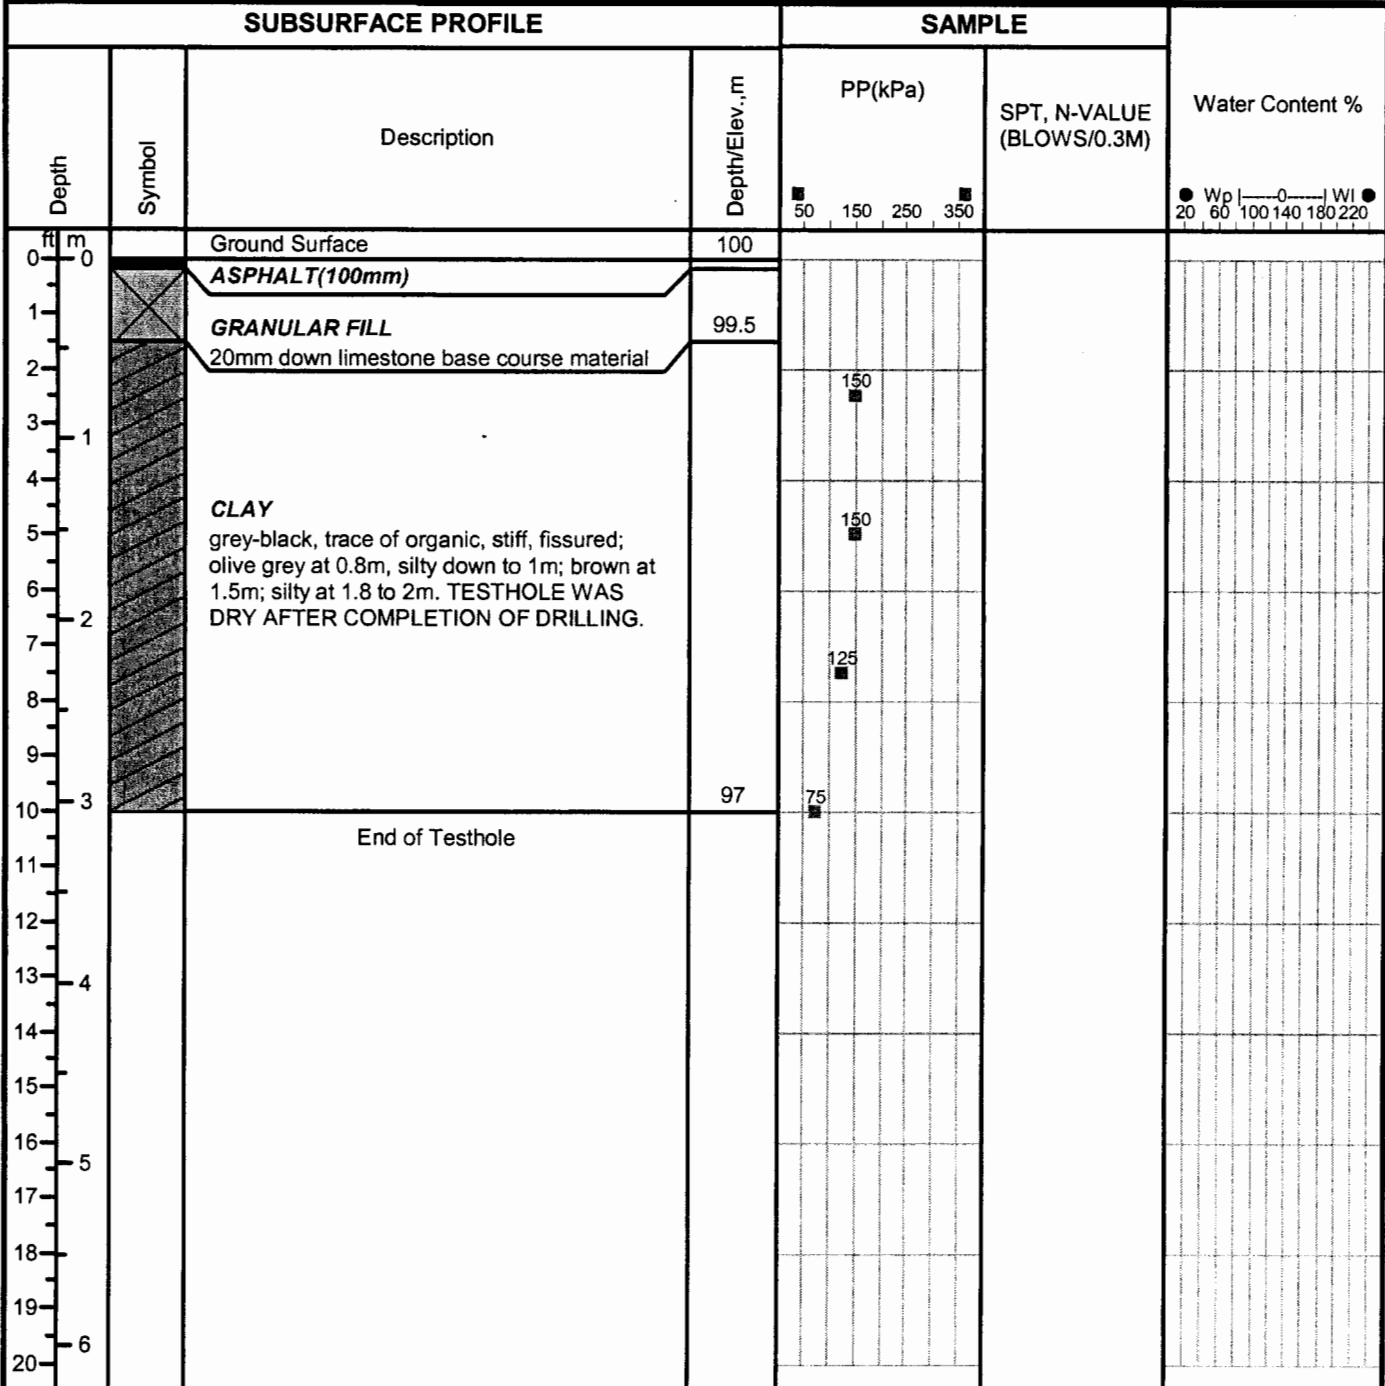 SUBSURFACE PROFILE
SAMPLE
Depth
Symbol
Description
Depth/Elev.,m
PP(kPa)
50 150 250 350
SPT, N-VALUE
(BLOWS/0.3M)
Water Content %
Wp |-----0-----| Wl
20 60 100 140 180 220
ft m
Ground Surface
100
0 0
ASPHALT(100mm)
1
GRANULAR FILL
99.5
20mm down limestone base course material
2
150
3
1
4
CLAY
150
5
grey-black, trace of organic, stiff, fissured;
olive grey at 0.8m, silty down to 1m; brown at
6
1.5m; silty at 1.8 to 2m. TESTHOLE WAS
2
DRY AFTER COMPLETION OF DRILLING.
7
125
8
9
97
75
3
10
End of Testhole
11
12
13
4
14
15
16
5
17
18
19
6
20